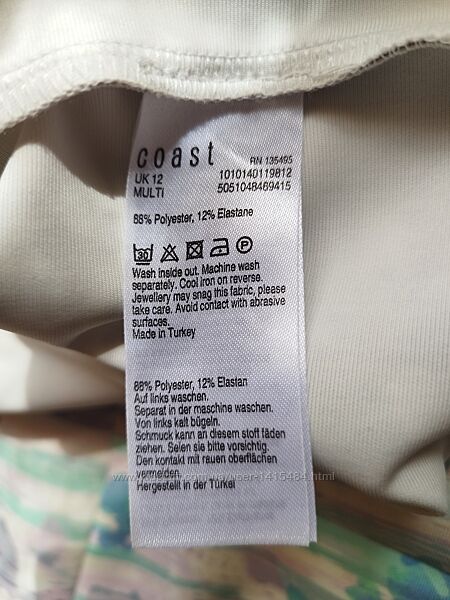 coast
RN 135495
UK 12 1010140119812
MULTI 5051048469415
88% Polyester, 12% Elastane
30 P
Wash inside out. Machine wash
separately. Cool iron on reverse.
Jewellery may snag this fabric, please
take care. Avoid contact with abrasive
surfaces.
Made in Turkey
88% Polyester, 12% Elastan
Auf links waschen.
Separat in der maschine waschen.
Von links kalt bügeln.
Schmuck kann an diesem stoff fäden
ziehen. Seien sie bitte vorsichtig.
Den kontakt mit rauen oberflächen
vermeiden.
Hergestellt in der Türkei